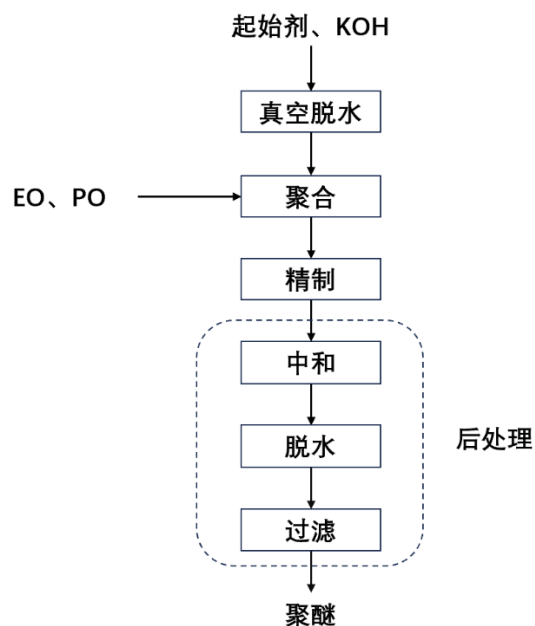 起始剂、KOH
真空脱水
EO、PO
聚合
精制
中和
脱水
后处理
过滤
聚醚